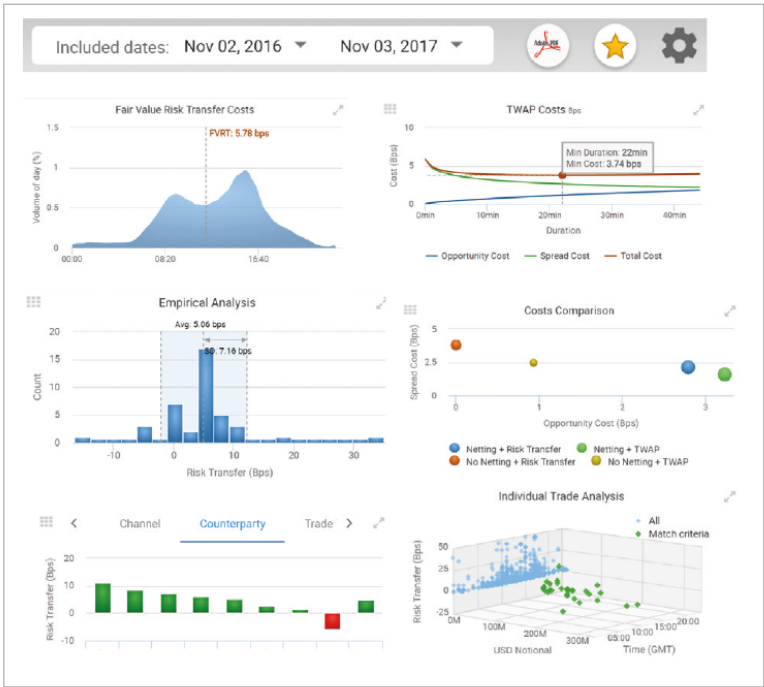 Included dates: Nov 02, 2016 Nov 03, 2017
Adobe PDF
Fair Value Risk Transfer Costs
FVRT: 5.78 bps
Volume of day (%)
1.5
1
0.5
0
00:00 08:20 16:40
TWAP Costs Bps
Cost (Bps)
10
5
0
Min Duration: 22min
Min Cost: 3.74 bps
0min 10min 20min 30min 40min
Duration
Opportunity Cost Spread Cost Total Cost
Empirical Analysis
Avg: 5.06 bps
SD: 7.16 bps
Count
20
15
10
5
0
-10 0 10 20 30
Risk Transfer (Bps)
Costs Comparison
Spread Cost (Bps)
5
2.5
0
0 1 2 3
Opportunity Cost (Bps)
Netting + Risk Transfer Netting + TWAP
No Netting + Risk Transfer No Netting + TWAP
Channel Counterparty Trade
Risk Transfer (Bps)
20
10
0
-10
Individual Trade Analysis
All
Match criteria
Risk Transfer (Bps)
50
25
0
-25
0M 100M 200M 300M
USD Notional
05:00 10:00 15:00 20:00
Time (GMT)